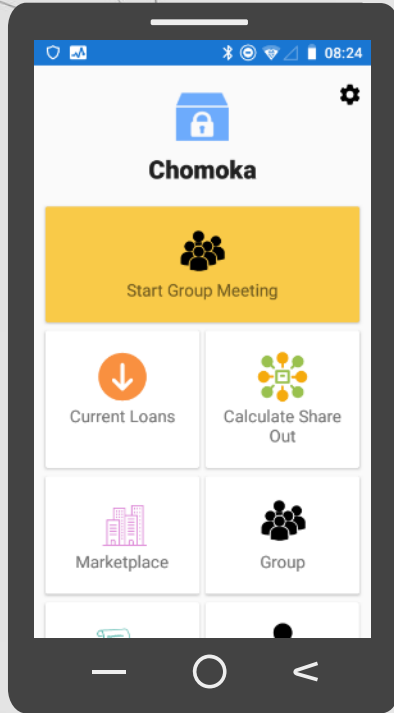 08:24
Chomoka
Start Group Meeting
Current Loans
Calculate Share
Out
Marketplace
Group